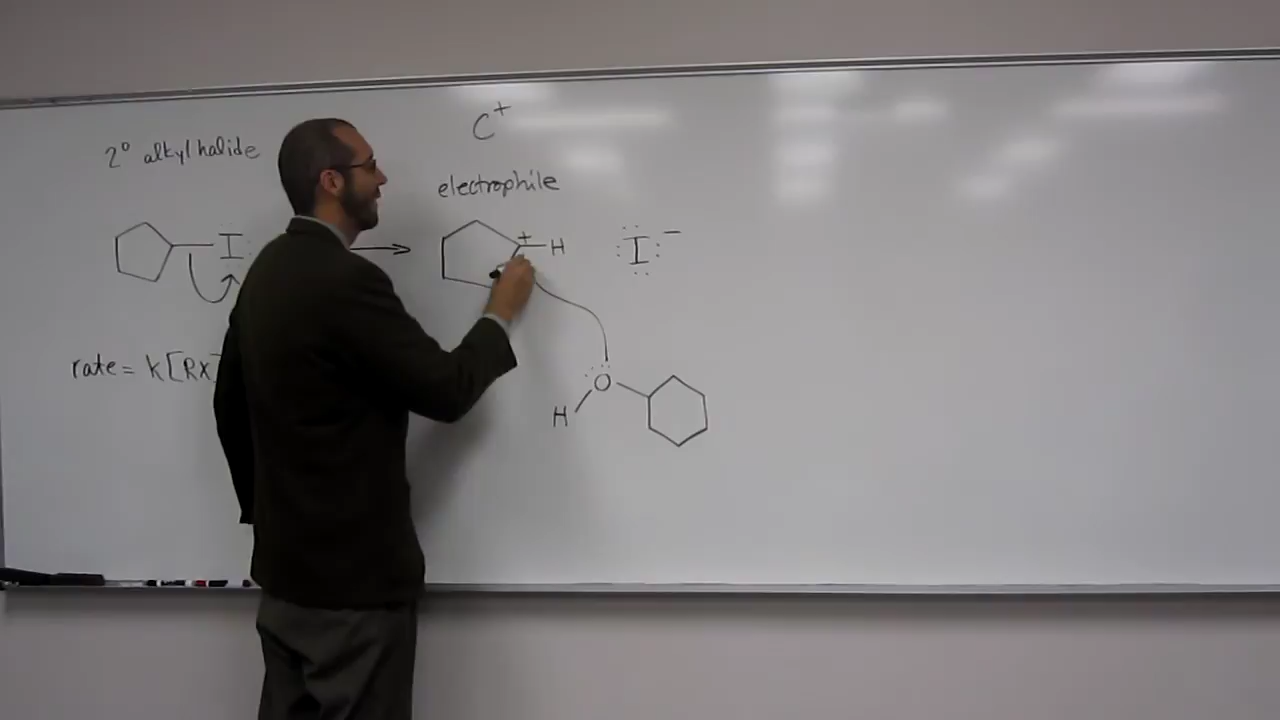 2° alkyl halide
C+
electrophile
I
+
H
I −
rate = k[RX
O
H